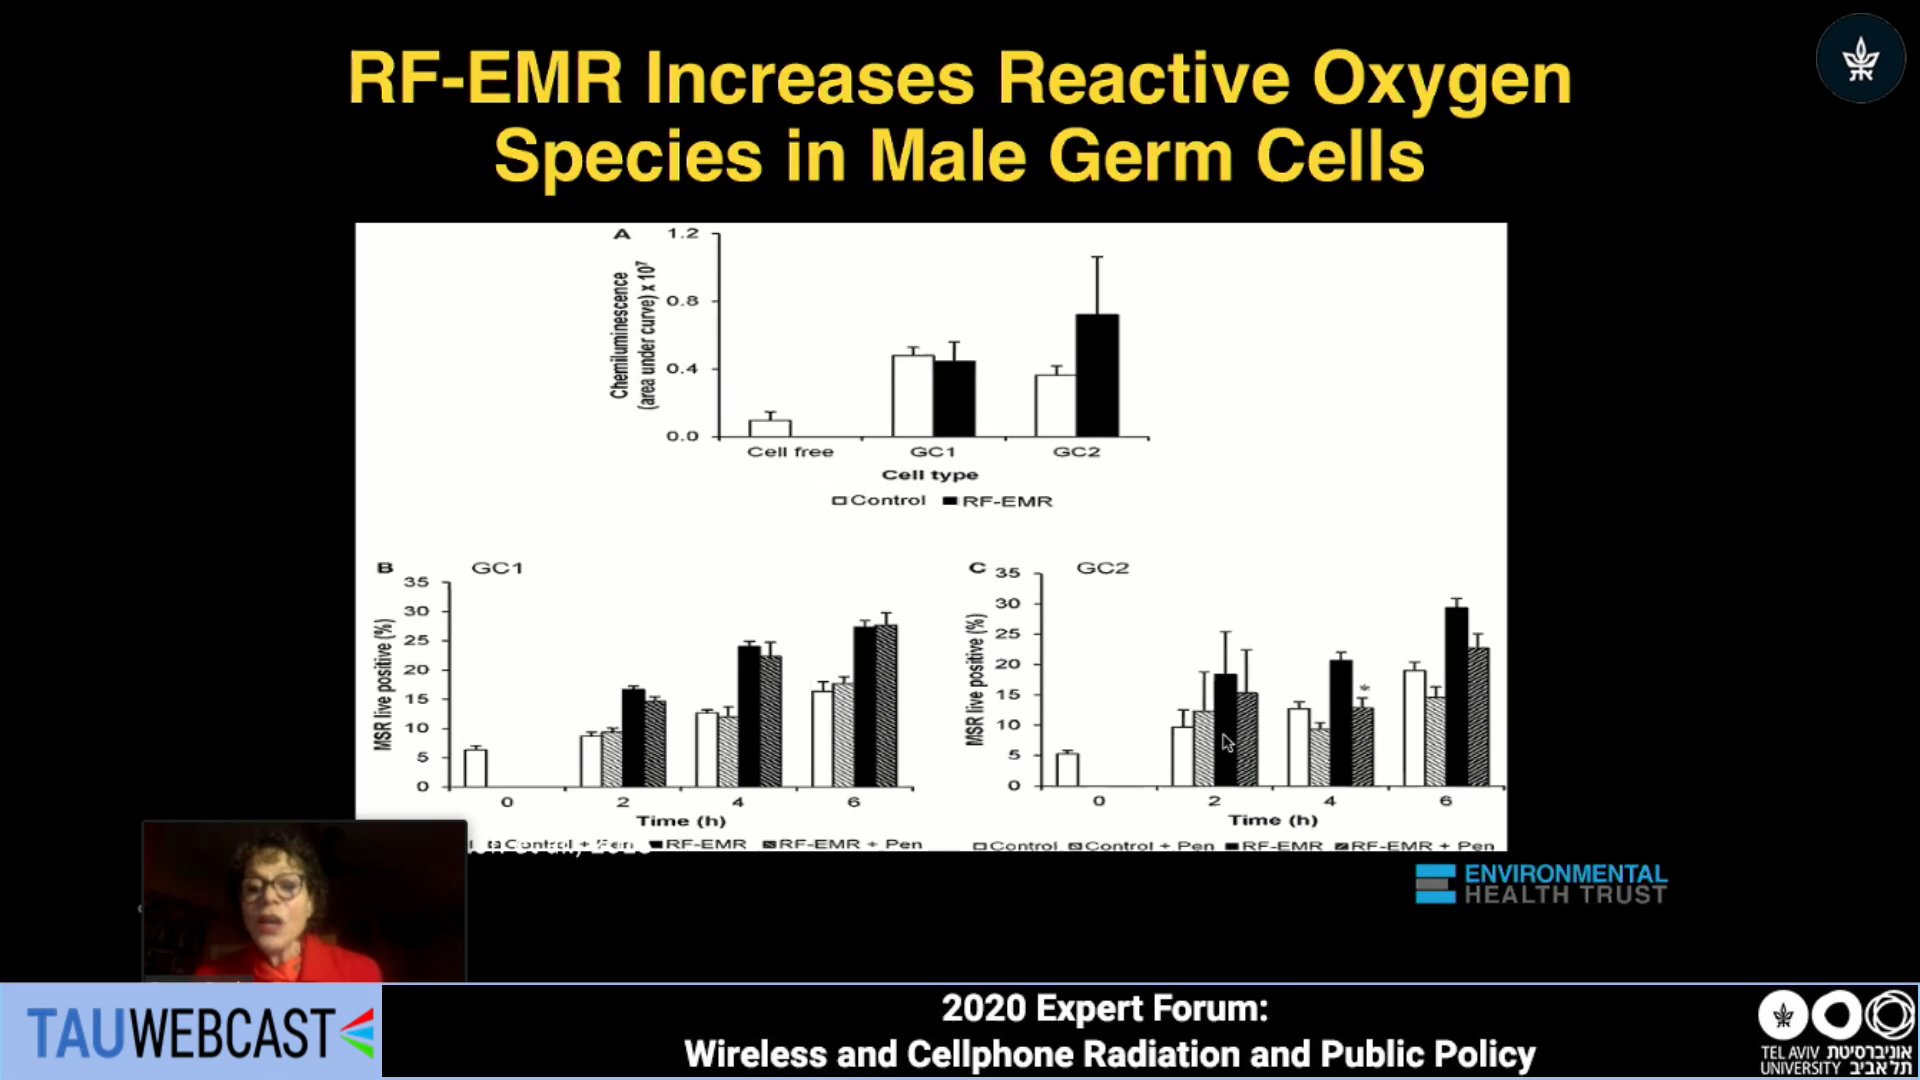 RF-EMR Increases Reactive Oxygen
Species in Male Germ Cells
A
1.2
0.8
0.4
0.0
Chemiluminescence
(area under curve) x 10⁷
Cell free GC1 GC2
Cell type
Control RF-EMR
B GC1
35
30
25
20
15
10
5
0
MSR live positive (%)
0 2 4 6
Time (h)
Control + Pen RF-EMR RF-EMR + Pen
C GC2
35
30
25
20
15
10
5
0
MSR live positive (%)
*
0 2 4 6
Time (h)
Control Control + Pen RF-EMR RF-EMR + Pen
ENVIRONMENTAL
HEALTH TRUST
TAUWEBCAST
2020 Expert Forum:
Wireless and Cellphone Radiation and Public Policy
TEL AVIV אוניברסיטת
UNIVERSITY תל אביב